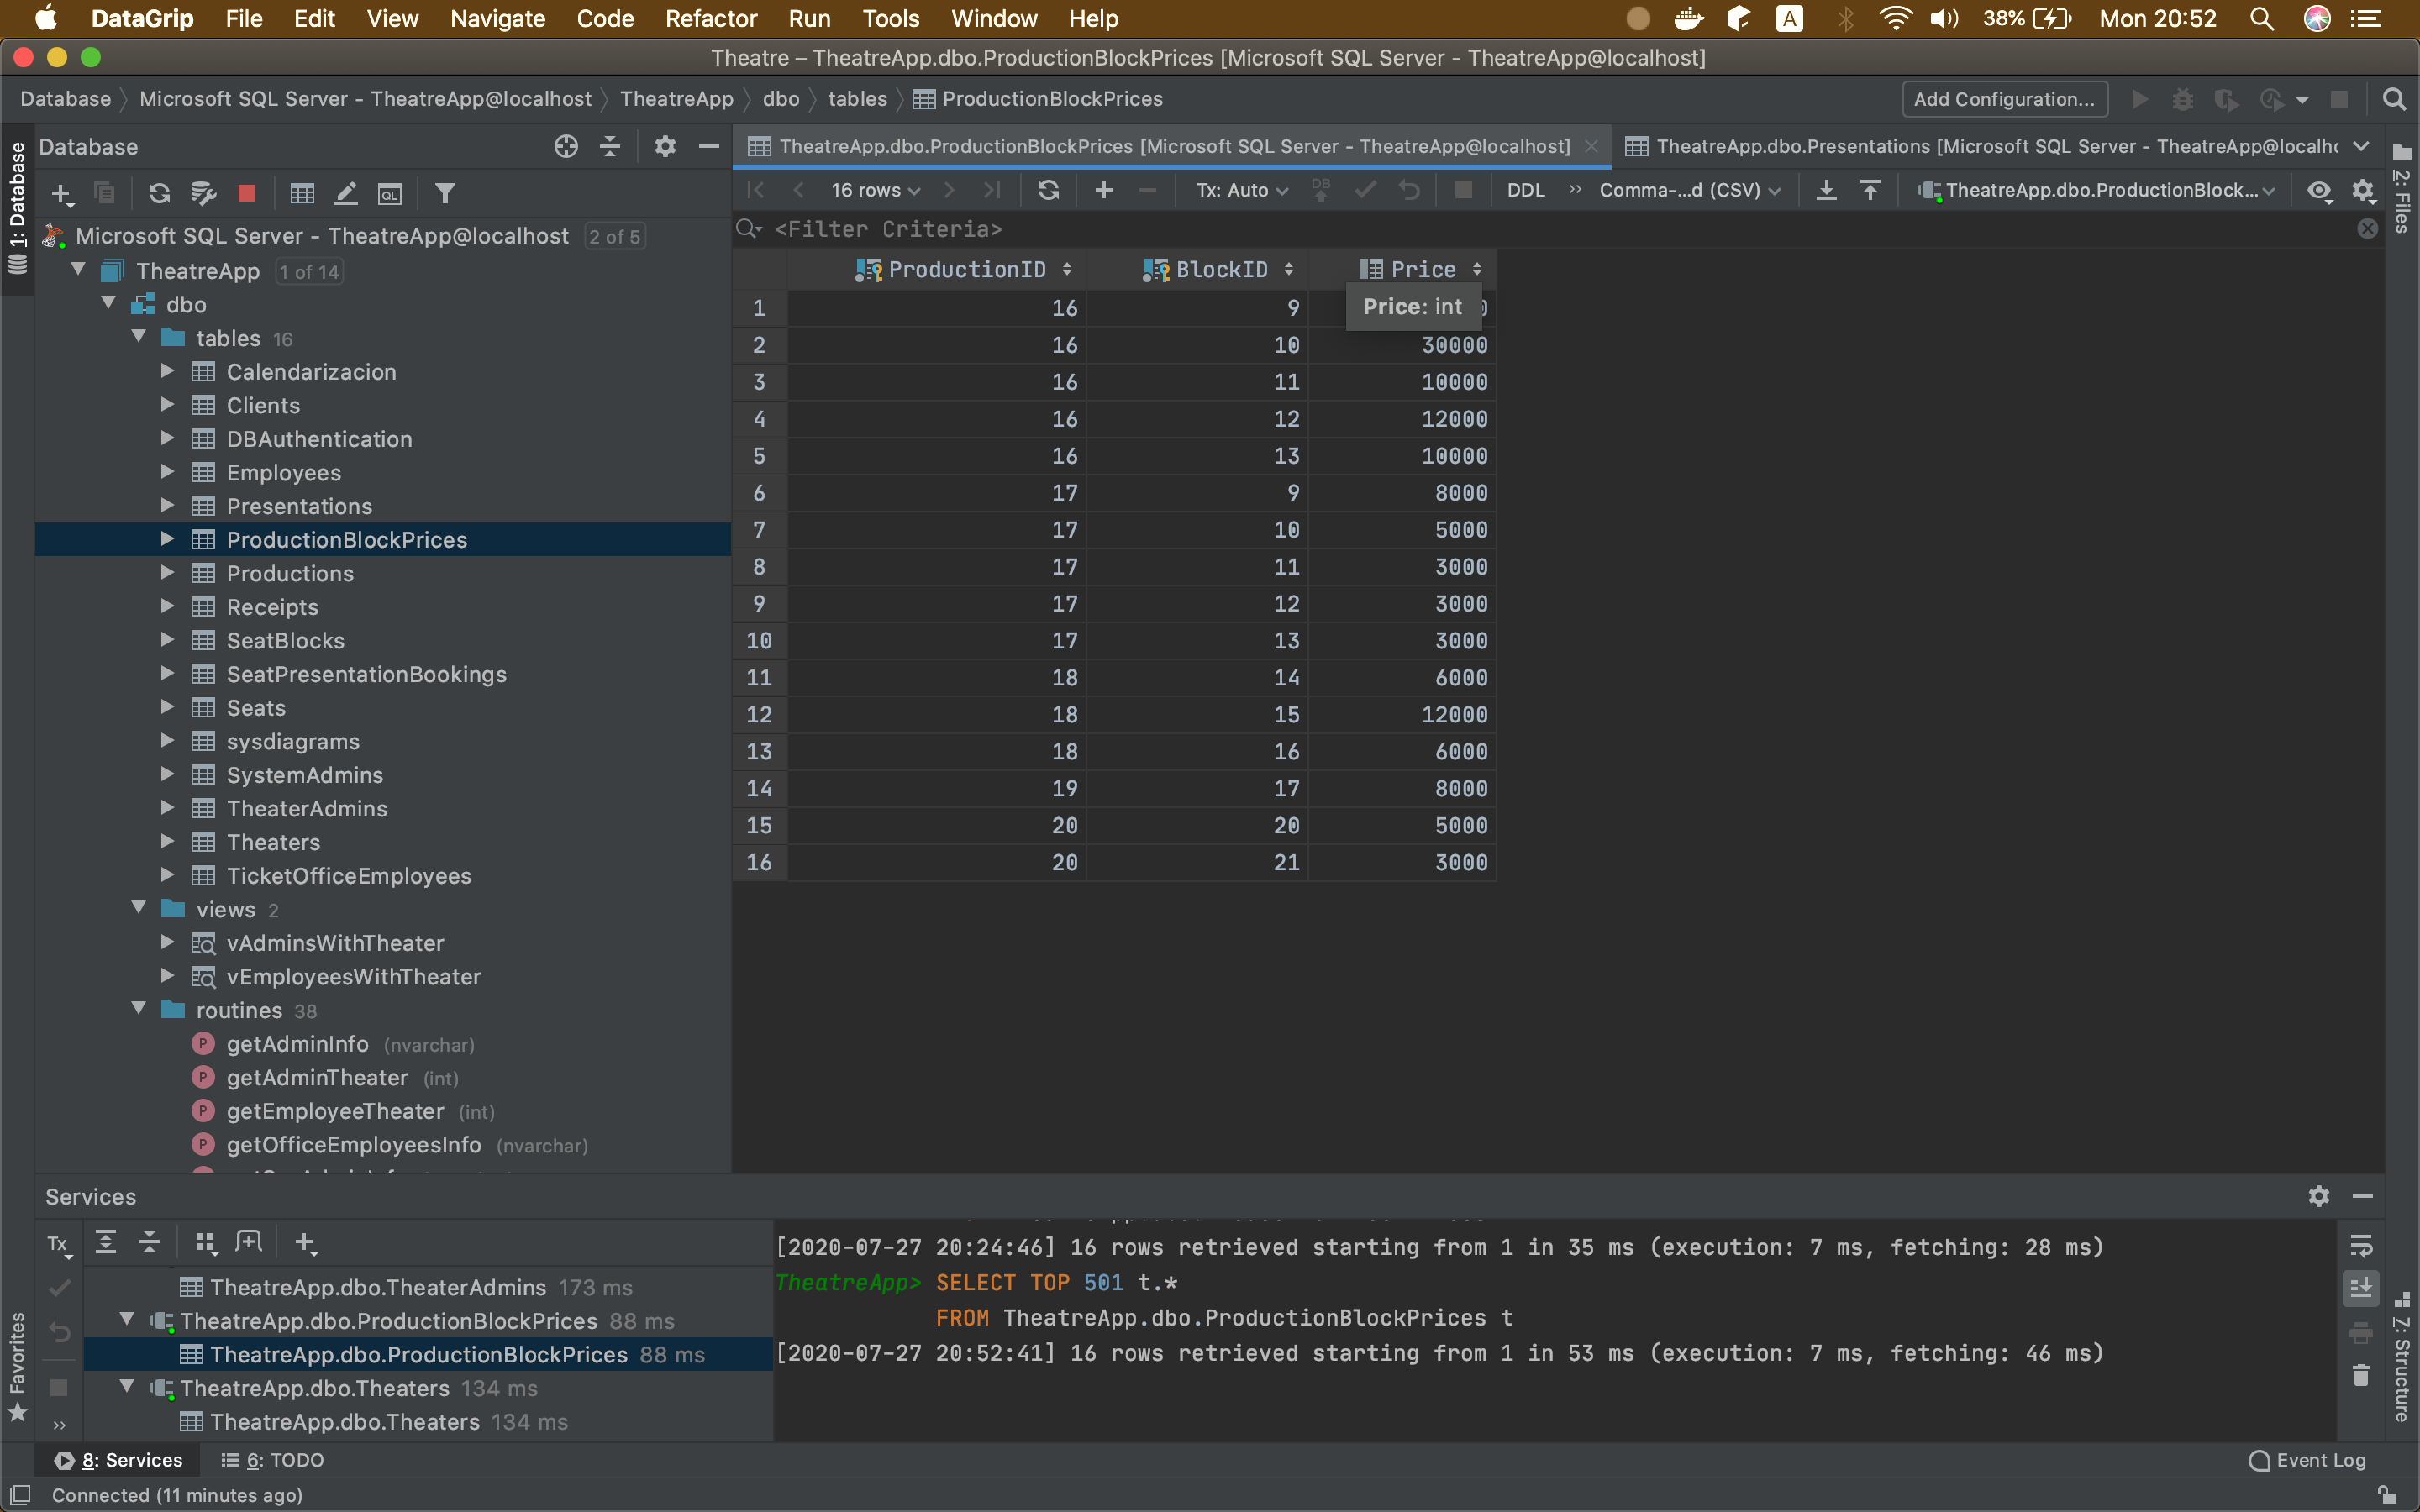 DataGrip File Edit View Navigate Code Refactor Run Tools Window Help A 38% Mon 20:52
Theatre – TheatreApp.dbo.ProductionBlockPrices [Microsoft SQL Server - TheatreApp@localhost]
Database Microsoft SQL Server - TheatreApp@localhost TheatreApp dbo tables ProductionBlockPrices Add Configuration...
1: Database
Database
Microsoft SQL Server - TheatreApp@localhost 2 of 5
TheatreApp 1 of 14
dbo
tables 16
Calendarizacion
Clients
DBAuthentication
Employees
Presentations
ProductionBlockPrices
Productions
Receipts
SeatBlocks
SeatPresentationBookings
Seats
sysdiagrams
SystemAdmins
TheaterAdmins
Theaters
TicketOfficeEmployees
views 2
vAdminsWithTheater
vEmployeesWithTheater
routines 38
getAdminInfo (nvarchar)
getAdminTheater (int)
getEmployeeTheater (int)
getOfficeEmployeesInfo (nvarchar)
TheatreApp.dbo.ProductionBlockPrices [Microsoft SQL Server - TheatreApp@localhost] TheatreApp.dbo.Presentations [Microsoft SQL Server - TheatreApp@localh
16 rows Tx: Auto DB DDL Comma-...d (CSV) TheatreApp.dbo.ProductionBlock...
<Filter Criteria>
ProductionID BlockID Price
Price: int
1 16 9
2 16 10 30000
3 16 11 10000
4 16 12 12000
5 16 13 10000
6 17 9 8000
7 17 10 5000
8 17 11 3000
9 17 12 3000
10 17 13 3000
11 18 14 6000
12 18 15 12000
13 18 16 6000
14 19 17 8000
15 20 20 5000
16 20 21 3000
2: Files
Services
Tx
TheatreApp.dbo.TheaterAdmins 173 ms
TheatreApp.dbo.ProductionBlockPrices 88 ms
TheatreApp.dbo.ProductionBlockPrices 88 ms
TheatreApp.dbo.Theaters 134 ms
TheatreApp.dbo.Theaters 134 ms
[2020-07-27 20:24:46] 16 rows retrieved starting from 1 in 35 ms (execution: 7 ms, fetching: 28 ms)
TheatreApp> SELECT TOP 501 t.*
FROM TheatreApp.dbo.ProductionBlockPrices t
[2020-07-27 20:52:41] 16 rows retrieved starting from 1 in 53 ms (execution: 7 ms, fetching: 46 ms)
Favorites
7: Structure
8: Services 6: TODO Event Log
Connected (11 minutes ago)